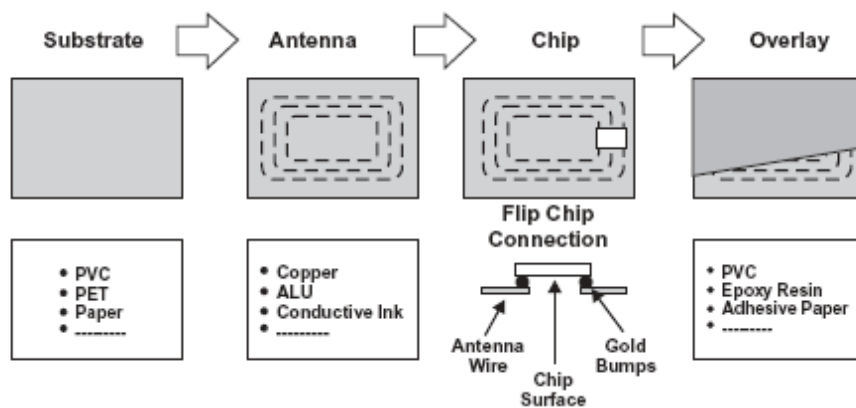 Substrate
Antenna
Chip
Overlay
Flip Chip
Connection
• PVC
• PET
• Paper
• ---------
• Copper
• ALU
• Conductive Ink
• ---------
Antenna
Wire
Chip
Surface
Gold
Bumps
• PVC
• Epoxy Resin
• Adhesive Paper
• ---------